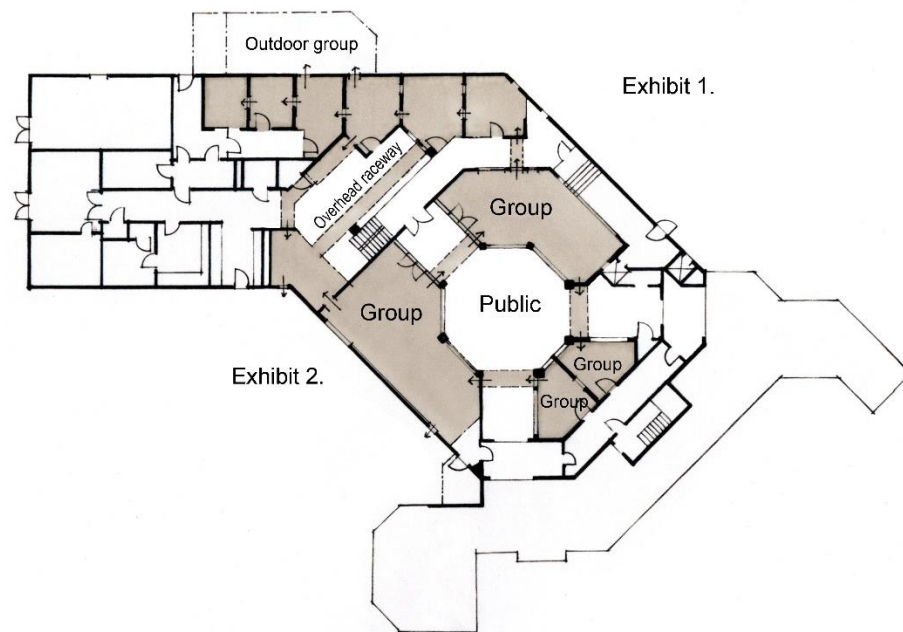 Outdoor group
Exhibit 1.
Overhead raceway
Group
Group
Public
Exhibit 2.
Group
Group